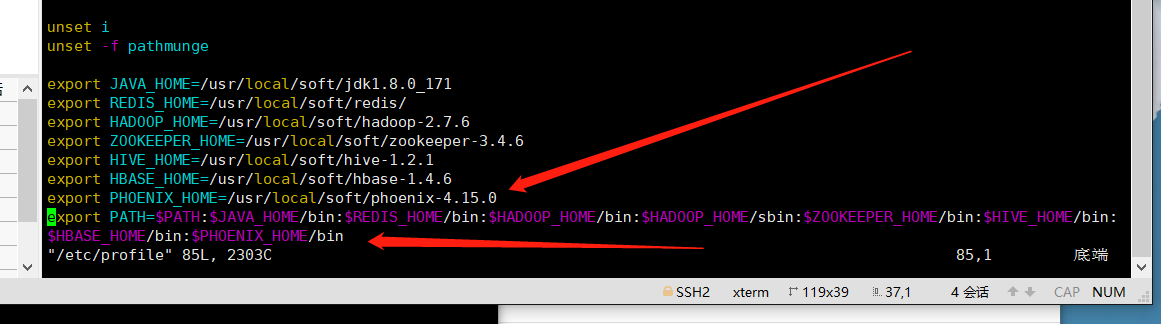 unset i
unset -f pathmunge
export JAVA_HOME=/usr/local/soft/jdk1.8.0_171
export REDIS_HOME=/usr/local/soft/redis/
export HADOOP_HOME=/usr/local/soft/hadoop-2.7.6
export ZOOKEEPER_HOME=/usr/local/soft/zookeeper-3.4.6
export HIVE_HOME=/usr/local/soft/hive-1.2.1
export HBASE_HOME=/usr/local/soft/hbase-1.4.6
export PHOENIX_HOME=/usr/local/soft/phoenix-4.15.0
export PATH=$PATH:$JAVA_HOME/bin:$REDIS_HOME/bin:$HADOOP_HOME/bin:$HADOOP_HOME/sbin:$ZOOKEEPER_HOME/bin:$HIVE_HOME/bin:
$HBASE_HOME/bin:$PHOENIX_HOME/bin
"/etc/profile" 85L, 2303C 85,1 底端
SSH2 xterm 119x39 37,1 4 会话 CAP NUM